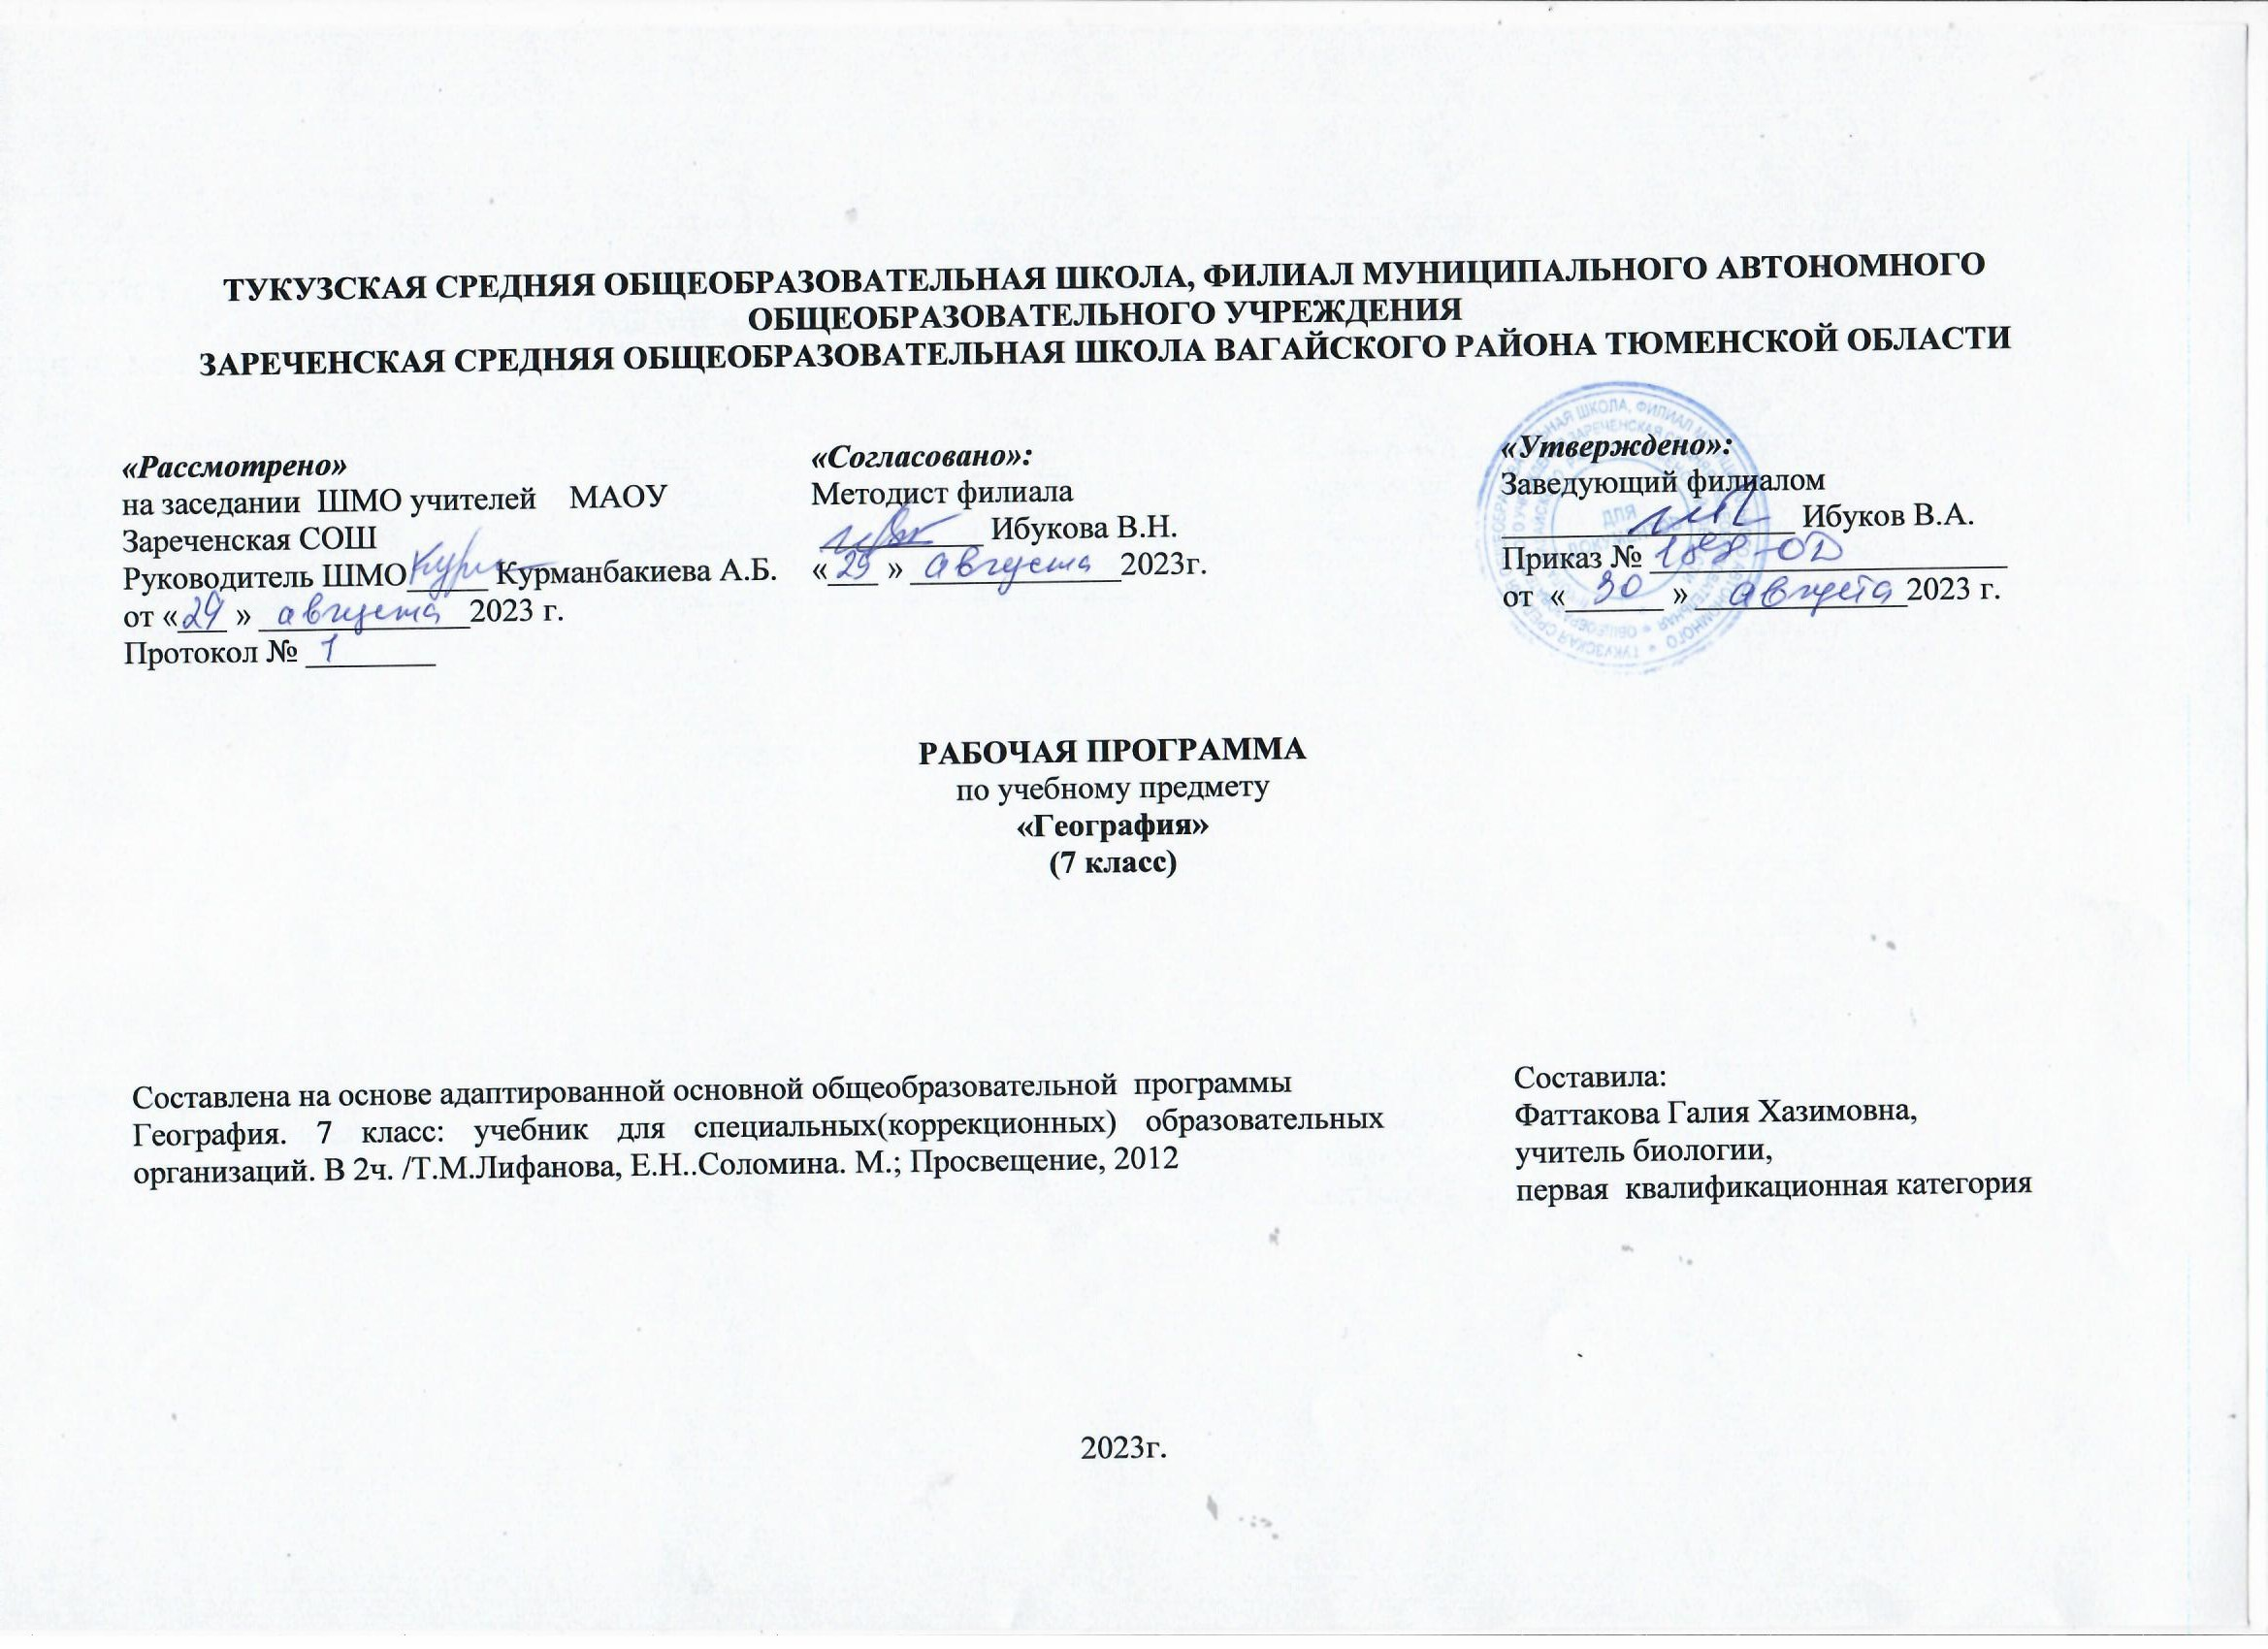 ТУКУЗСКАЯ СРЕДНЯЯ ОБЩЕОБРАЗОВАТЕЛЬНАЯ ШКОЛА, ФИЛИАЛ МУНИЦИПАЛЬНОГО АВТОНОМНОГО
ОБЩЕОБРАЗОВАТЕЛЬНОГО УЧРЕЖДЕНИЯ
ЗАРЕЧЕНСКАЯ СРЕДНЯЯ ОБЩЕОБРАЗОВАТЕЛЬНАЯ ШКОЛА ВАГАЙСКОГО РАЙОНА ТЮМЕНСКОЙ ОБЛАСТИ
«Рассмотрено»
на заседании ШМО учителей МАОУ
Зареченская СОШ
Руководитель ШМО Курманбакиева А.Б.
от «29» августа 2023 г.
Протокол № 1
«Согласовано»:
Методист филиала
Ибукова В.Н.
«29» августа 2023г.
«Утверждено»:
Заведующий филиалом
Ибуков В.А.
Приказ № 188-ОД
от «30» августа 2023 г.
ДЛЯ
ДОКУМЕНТОВ
РАБОЧАЯ ПРОГРАММА
по учебному предмету
«География»
(7 класс)
Составлена на основе адаптированной основной общеобразовательной программы
География. 7 класс: учебник для специальных(коррекционных) образовательных
организаций. В 2ч. /Т.М.Лифанова, Е.Н..Соломина. М.; Просвещение, 2012
Составила:
Фаттакова Галия Хазимовна,
учитель биологии,
первая квалификационная категория
2023г.